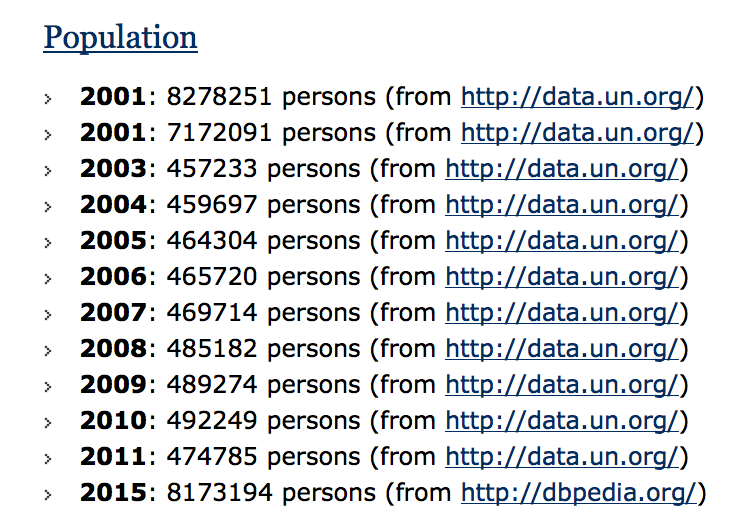 Population
› 2001: 8278251 persons (from http://data.un.org/)
› 2001: 7172091 persons (from http://data.un.org/)
› 2003: 457233 persons (from http://data.un.org/)
› 2004: 459697 persons (from http://data.un.org/)
› 2005: 464304 persons (from http://data.un.org/)
› 2006: 465720 persons (from http://data.un.org/)
› 2007: 469714 persons (from http://data.un.org/)
› 2008: 485182 persons (from http://data.un.org/)
› 2009: 489274 persons (from http://data.un.org/)
› 2010: 492249 persons (from http://data.un.org/)
› 2011: 474785 persons (from http://data.un.org/)
› 2015: 8173194 persons (from http://dbpedia.org/)